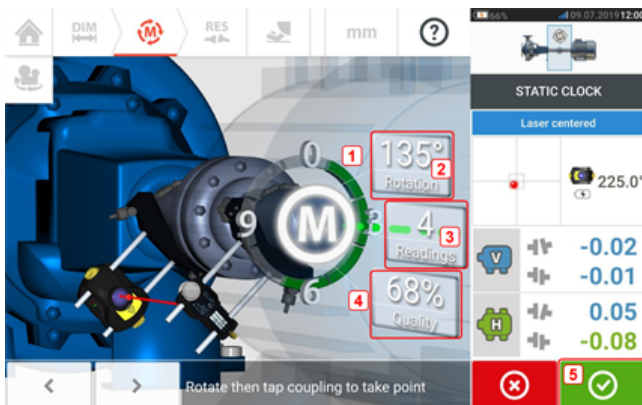 DIM
M
RES
mm
?
66%
09.07.2019 12:00
STATIC CLOCK
Laser centered
225.0°
0
3
6
9
M
1
135°
2
Rotation
4
3
Readings
4
68%
Quality
V
-0.02
-0.01
H
0.05
-0.08
Rotate then tap coupling to take point
5